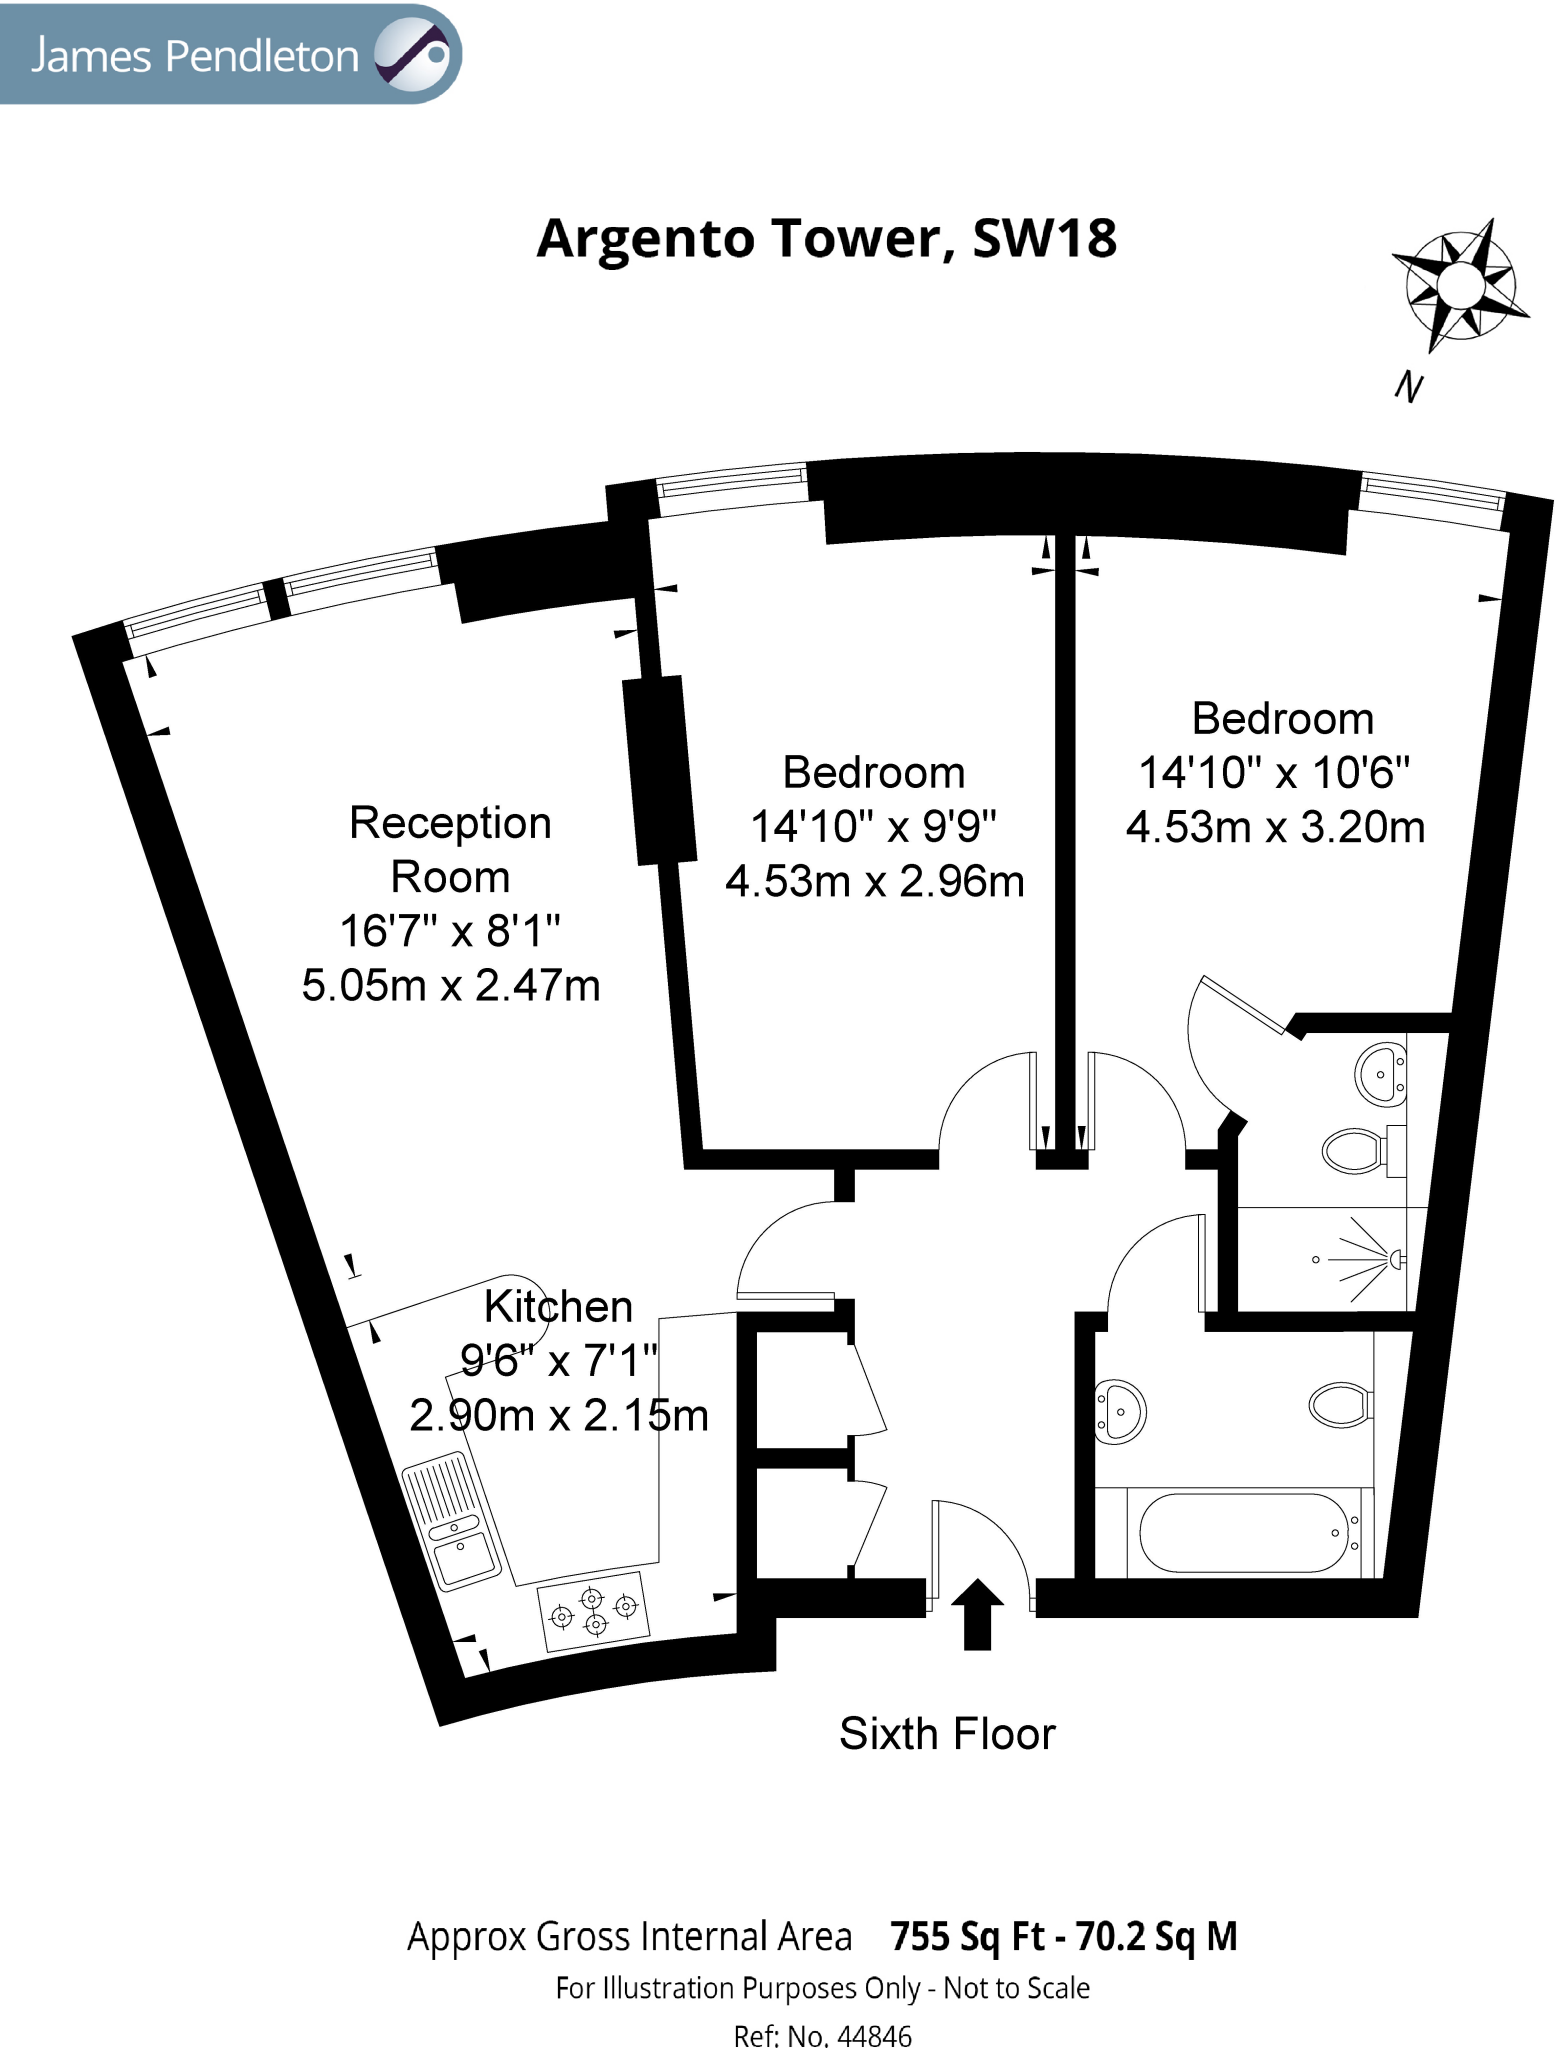 James Pendleton
Argento Tower, SW18
N
Bedroom
14'10" x 10'6"
4.53m x 3.20m
Bedroom
14'10" x 9'9"
4.53m x 2.96m
Reception
Room
16'7" x 8'1"
5.05m x 2.47m
Kitchen
9'6" x 7'1"
2.90m x 2.15m
Sixth Floor
Approx Gross Internal Area 755 Sq Ft - 70.2 Sq M
For Illustration Purposes Only - Not to Scale
Ref: No. 44846